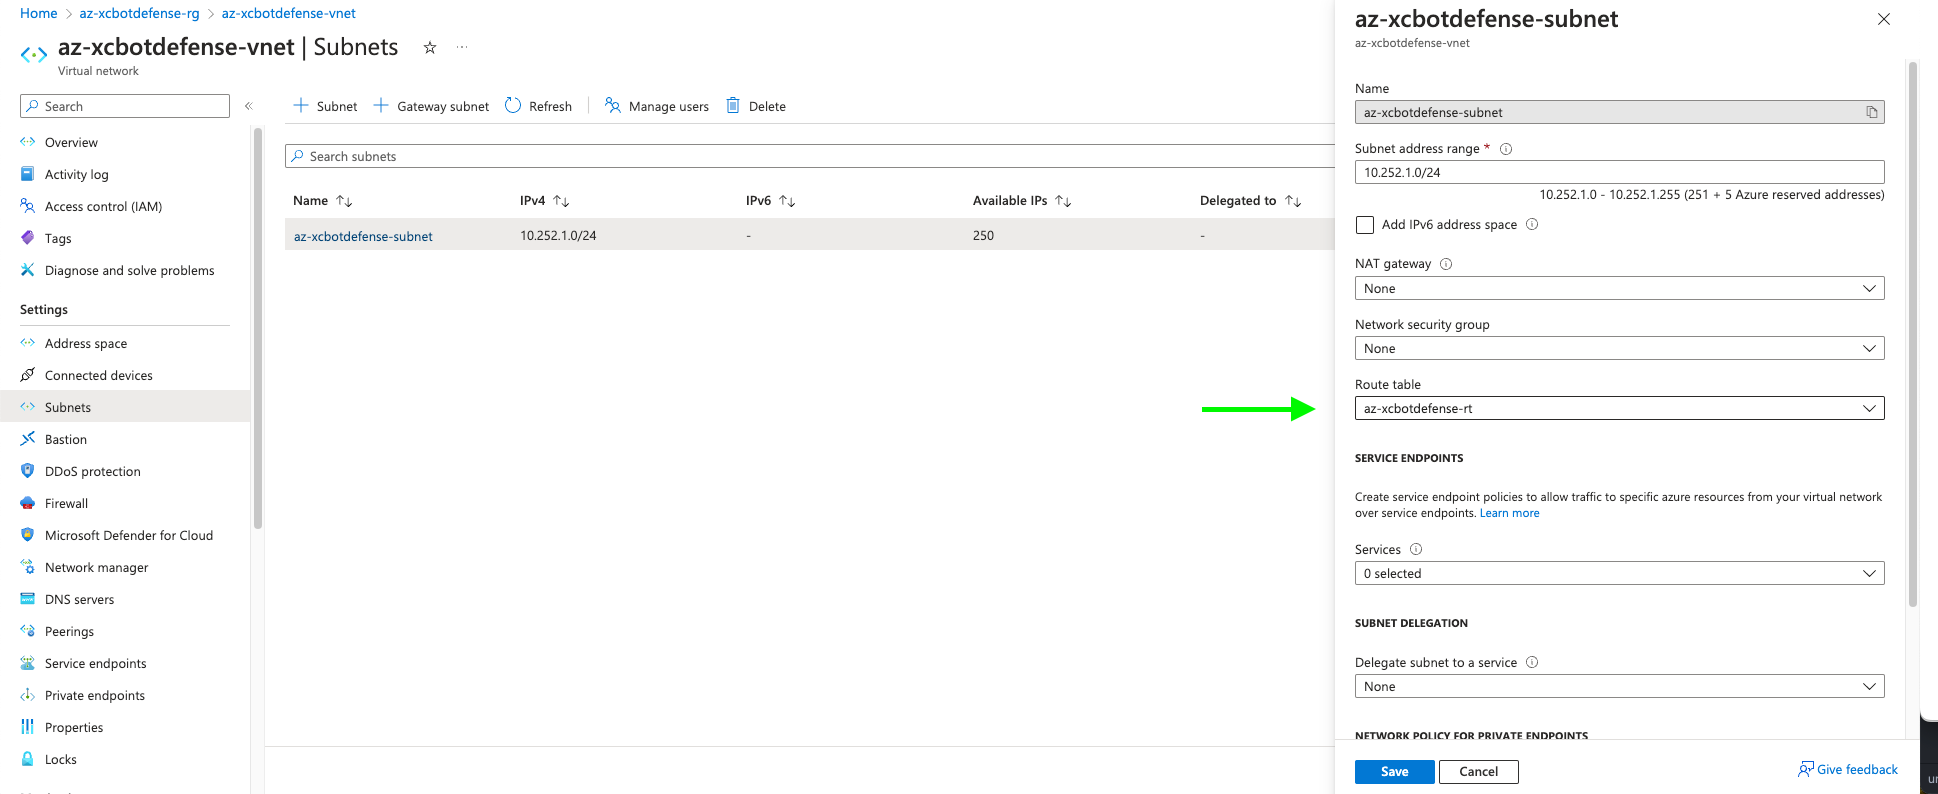 Home > az-xcbotdefense-rg > az-xcbotdefense-vnet
az-xcbotdefense-vnet | Subnets
Virtual network
Search
Overview
Activity log
Access control (IAM)
Tags
Diagnose and solve problems
Settings
Address space
Connected devices
Subnets
Bastion
DDoS protection
Firewall
Microsoft Defender for Cloud
Network manager
DNS servers
Peerings
Service endpoints
Private endpoints
Properties
Locks
Subnet Gateway subnet Refresh Manage users Delete
Search subnets
Name IPv4 IPv6 Available IPs Delegated to
az-xcbotdefense-subnet 10.252.1.0/24 - 250 -
az-xcbotdefense-subnet
az-xcbotdefense-vnet
Name
az-xcbotdefense-subnet
Subnet address range *
10.252.1.0/24
10.252.1.0 - 10.252.1.255 (251 + 5 Azure reserved addresses)
Add IPv6 address space
NAT gateway
None
Network security group
None
Route table
az-xcbotdefense-rt
SERVICE ENDPOINTS
Create service endpoint policies to allow traffic to specific azure resources from your virtual network
over service endpoints. Learn more
Services
0 selected
SUBNET DELEGATION
Delegate subnet to a service
None
NETWORK POLICY FOR PRIVATE ENDPOINTS
Save Cancel Give feedback